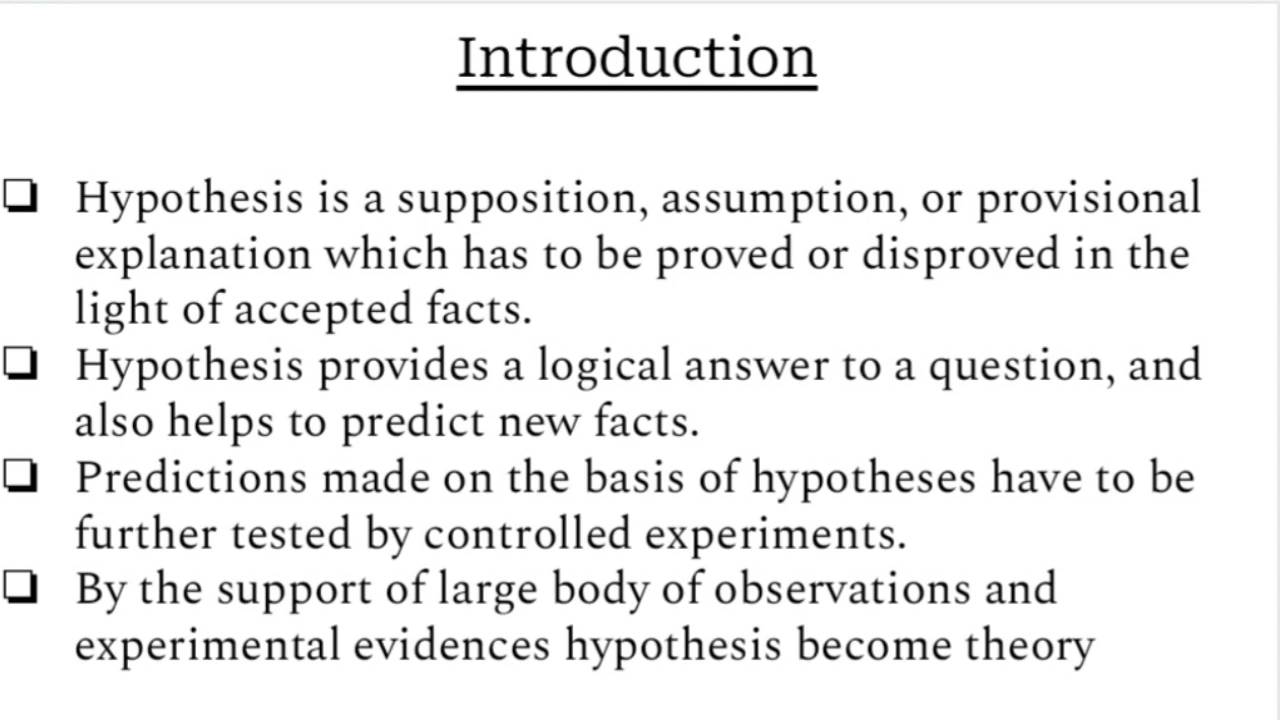 Introduction
❏ Hypothesis is a supposition, assumption, or provisional
explanation which has to be proved or disproved in the
light of accepted facts.
❏ Hypothesis provides a logical answer to a question, and
also helps to predict new facts.
❏ Predictions made on the basis of hypotheses have to be
further tested by controlled experiments.
❏ By the support of large body of observations and
experimental evidences hypothesis become theory